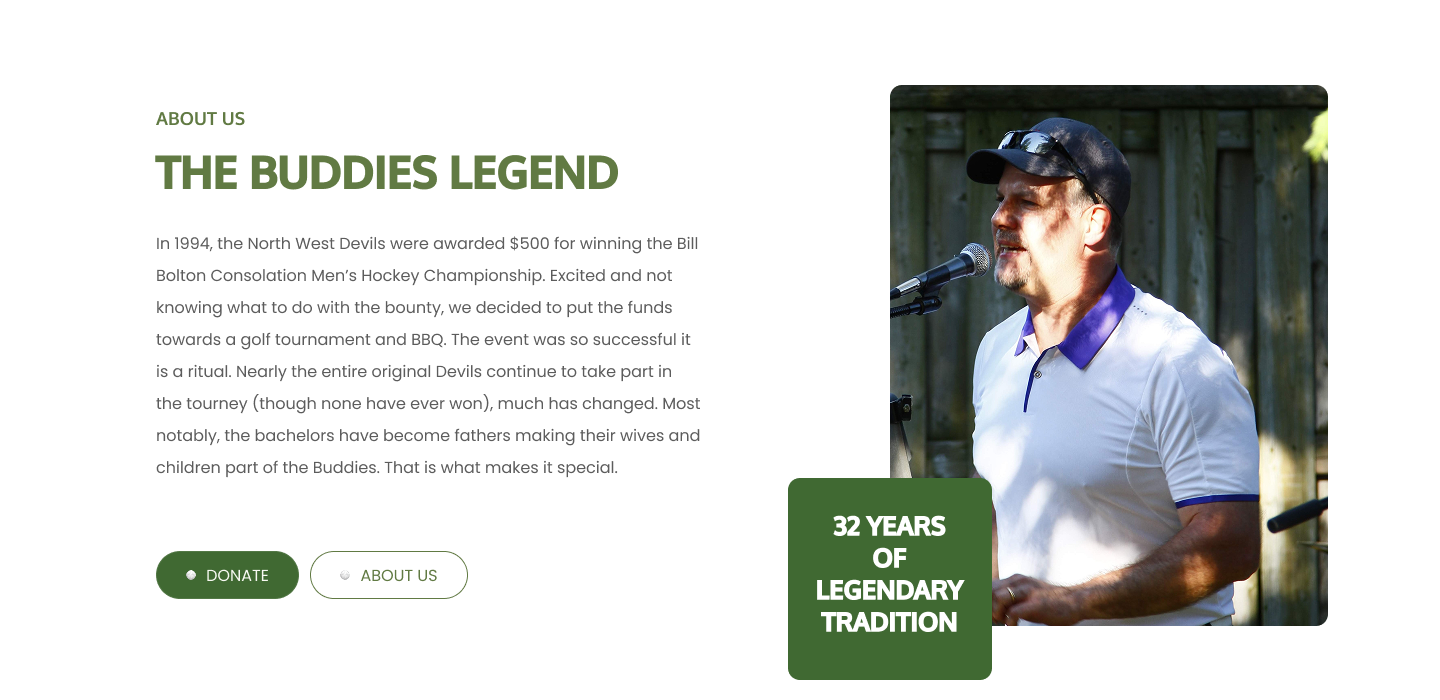 ABOUT US
THE BUDDIES LEGEND
In 1994, the North West Devils were awarded $500 for winning the Bill
Bolton Consolation Men’s Hockey Championship. Excited and not
knowing what to do with the bounty, we decided to put the funds
towards a golf tournament and BBQ. The event was so successful it
is a ritual. Nearly the entire original Devils continue to take part in
the tourney (though none have ever won), much has changed. Most
notably, the bachelors have become fathers making their wives and
children part of the Buddies. That is what makes it special.
DONATE
ABOUT US
32 YEARS
OF
LEGENDARY
TRADITION